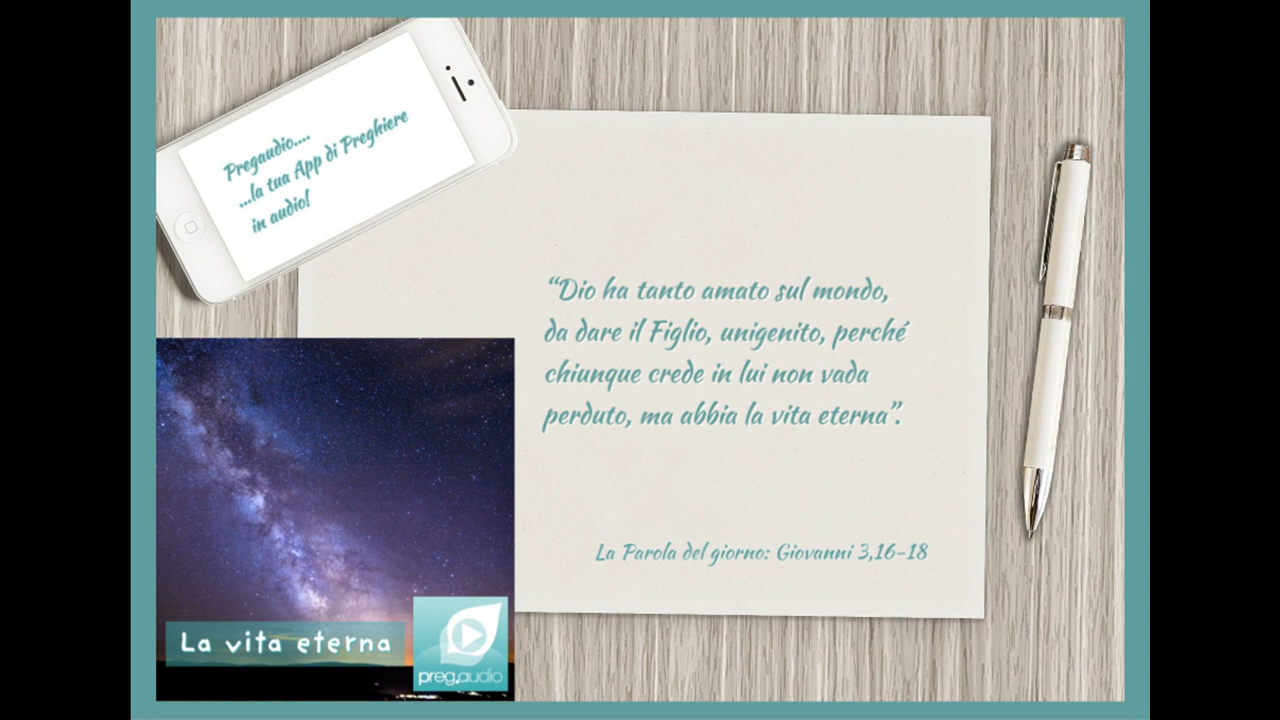 Pregaudio....
...la tua App di Preghiere
in audio!
“Dio ha tanto amato sul mondo,
da dare il Figlio, unigenito, perché
chiunque crede in lui non vada
perduto, ma abbia la vita eterna”.
La Parola del giorno: Giovanni 3,16-18
La vita eterna
preg.audio